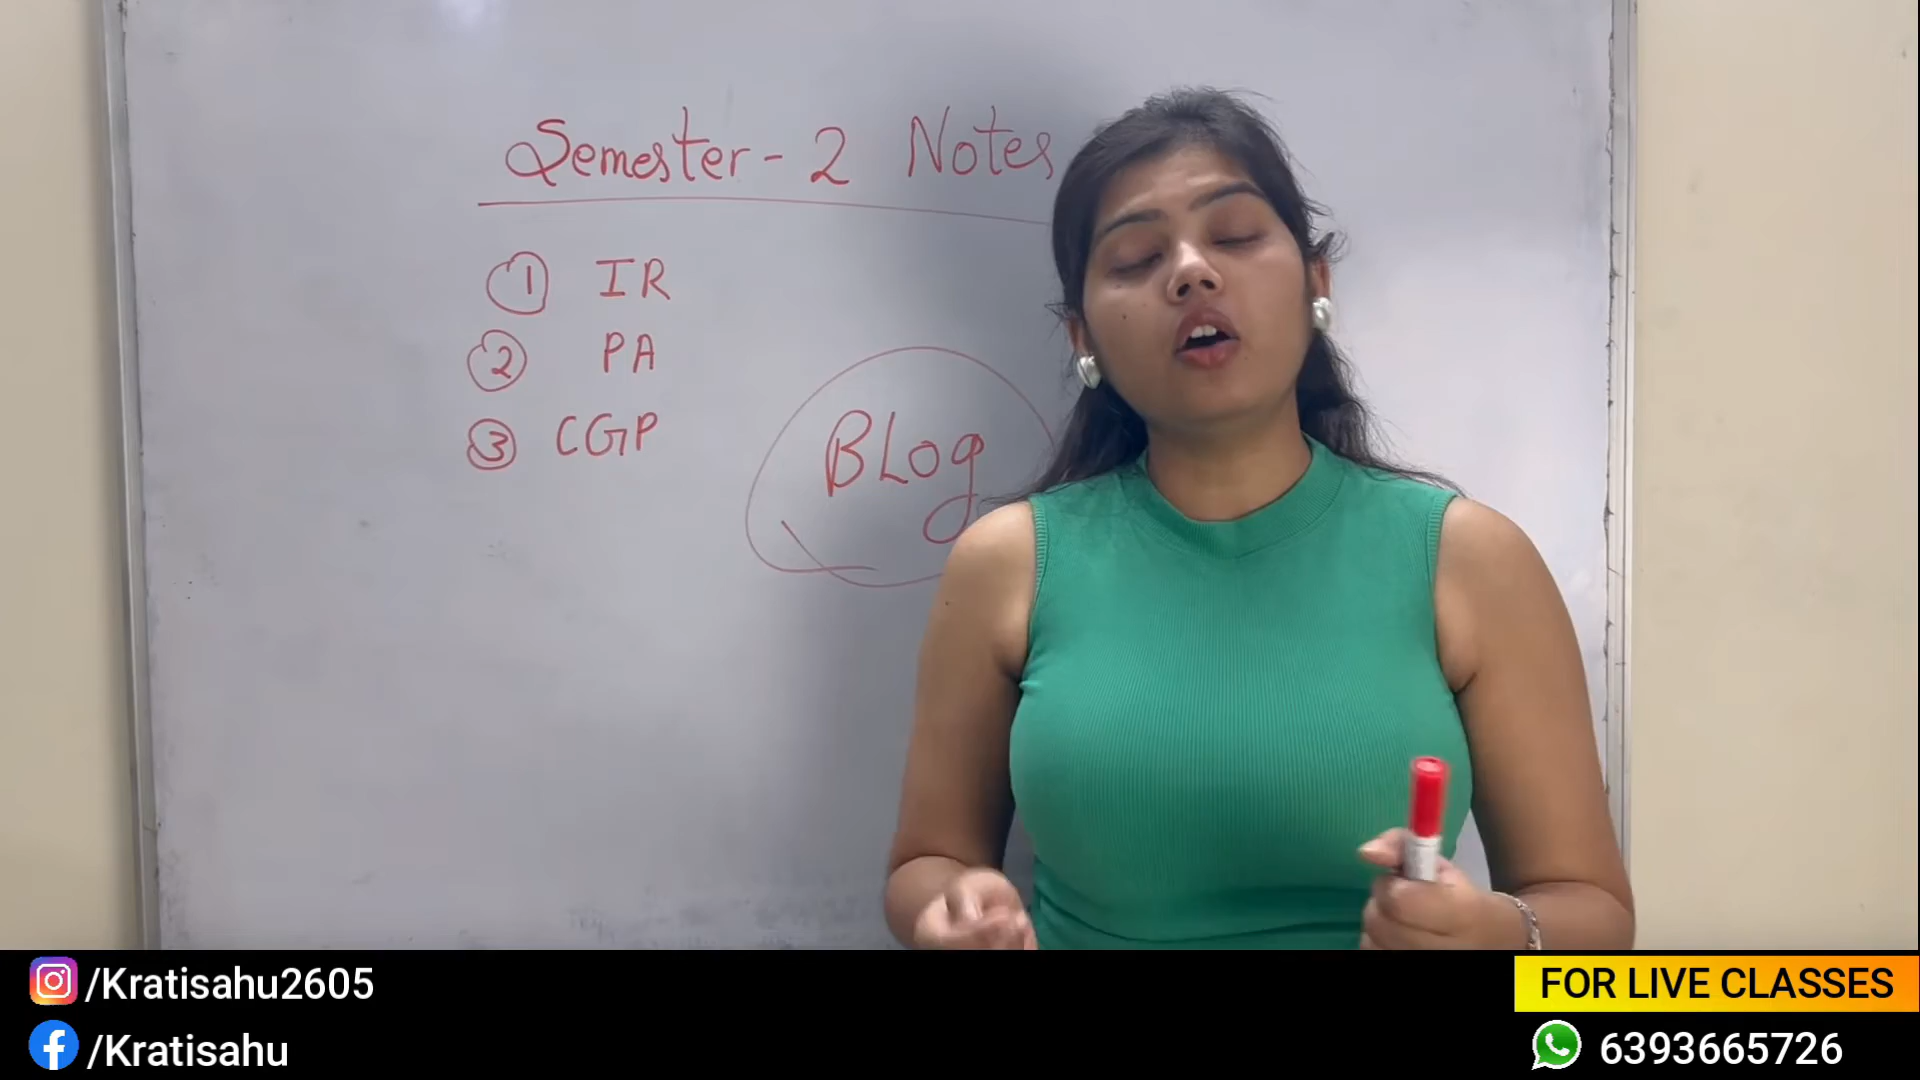 Semester - 2 Notes
1 IR
2 PA
3 CGP
BLog
/Kratisahu2605
/Kratisahu
FOR LIVE CLASSES
6393665726